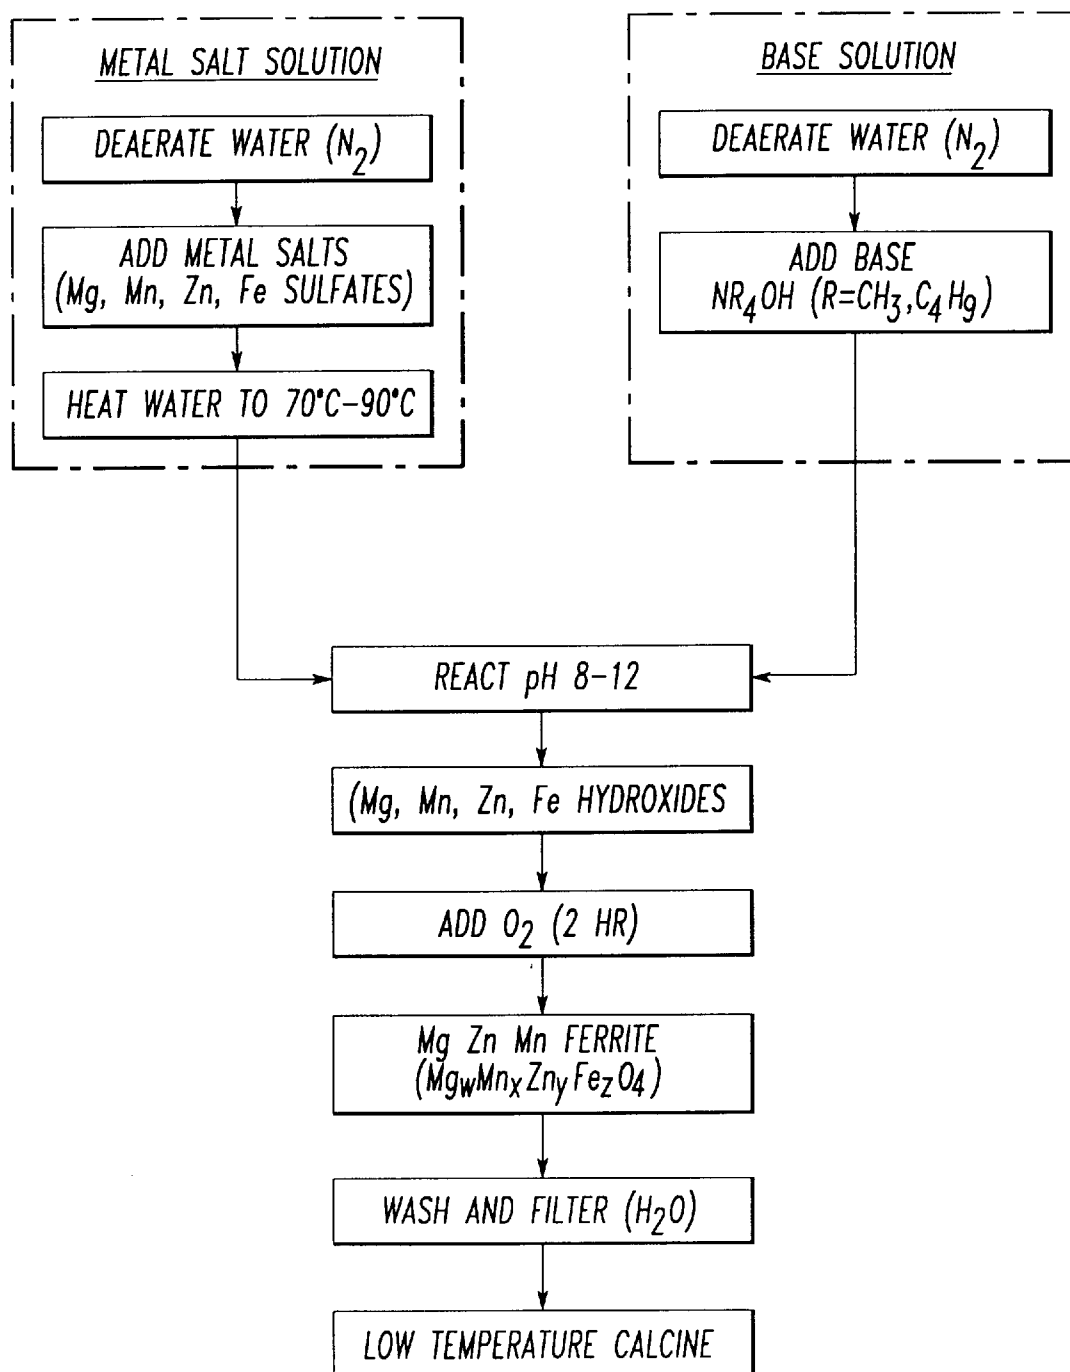 METAL SALT SOLUTION
DEAERATE WATER (N2)
ADD METAL SALTS
(Mg, Mn, Zn, Fe SULFATES)
HEAT WATER TO 70°C-90°C
BASE SOLUTION
DEAERATE WATER (N2)
ADD BASE
NR4OH (R=CH3,C4H9)
REACT pH 8-12
(Mg, Mn, Zn, Fe HYDROXIDES
ADD O2 (2 HR)
Mg Zn Mn FERRITE
(MgwMnxZnyFezO4)
WASH AND FILTER (H2O)
LOW TEMPERATURE CALCINE